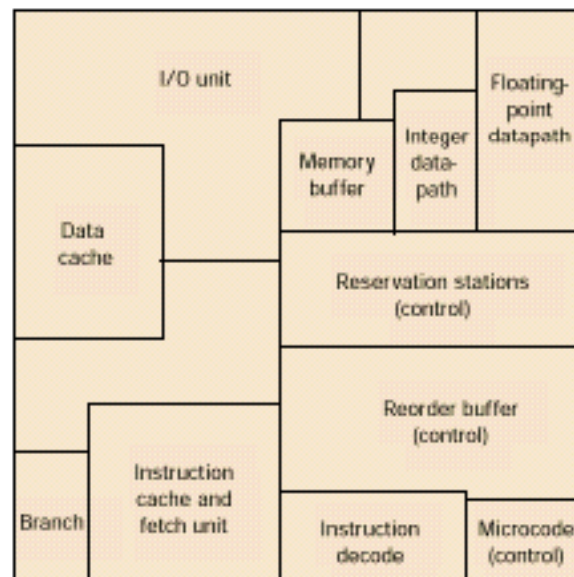 I/O unit
Floating-
point
datapath
Memory
buffer
Integer
data-
path
Data
cache
Reservation stations
(control)
Reorder buffer
(control)
Instruction
cache and
fetch unit
Branch
Instruction
decode
Microcode
(control)